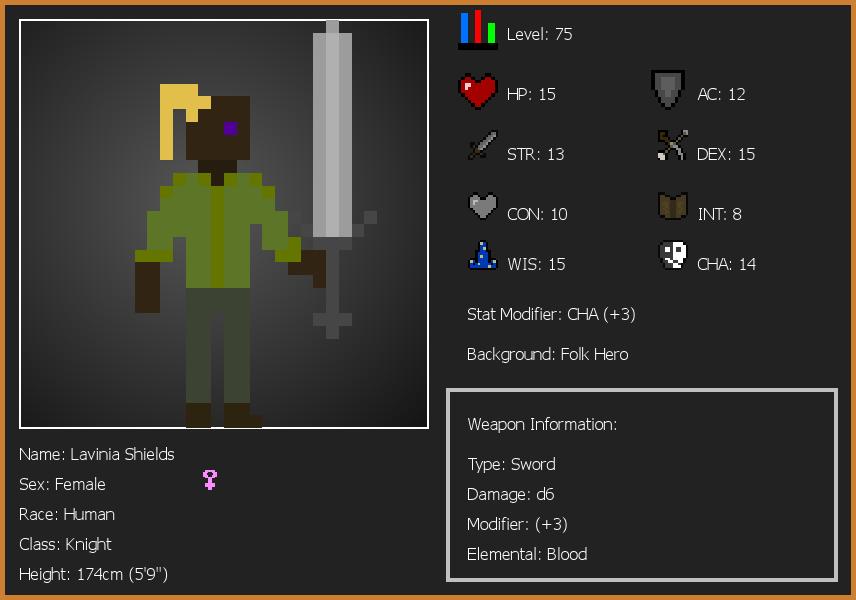 Level: 75
HP: 15
AC: 12
STR: 13
DEX: 15
CON: 10
INT: 8
WIS: 15
CHA: 14
Stat Modifier: CHA (+3)
Background: Folk Hero
Weapon Information:
Type: Sword
Damage: d6
Modifier: (+3)
Elemental: Blood
Name: Lavinia Shields
Sex: Female
Race: Human
Class: Knight
Height: 174cm (5'9")